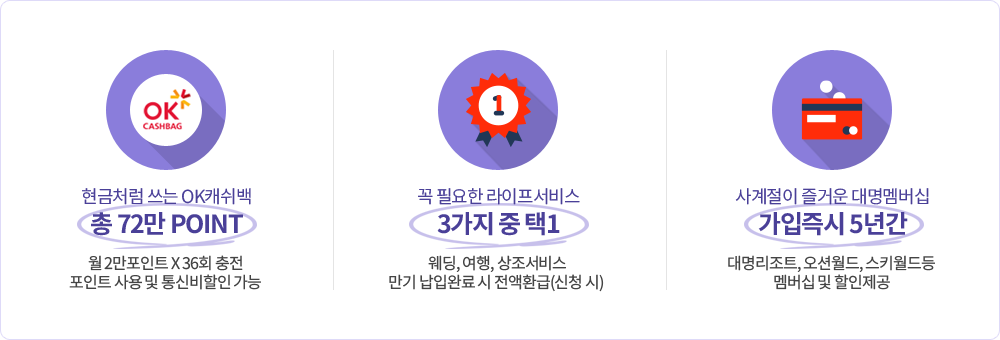 OK
CASHBAG
현금처럼 쓰는 OK캐쉬백
총 72만 POINT
월 2만포인트 X 36회 충전
포인트 사용 및 통신비할인 가능
1
꼭 필요한 라이프서비스
3가지 중 택1
웨딩, 여행, 상조서비스
만기 납입완료 시 전액환급(신청 시)
사계절이 즐거운 대명멤버십
가입즉시 5년간
대명리조트, 오션월드, 스키월드등
멤버십 및 할인제공